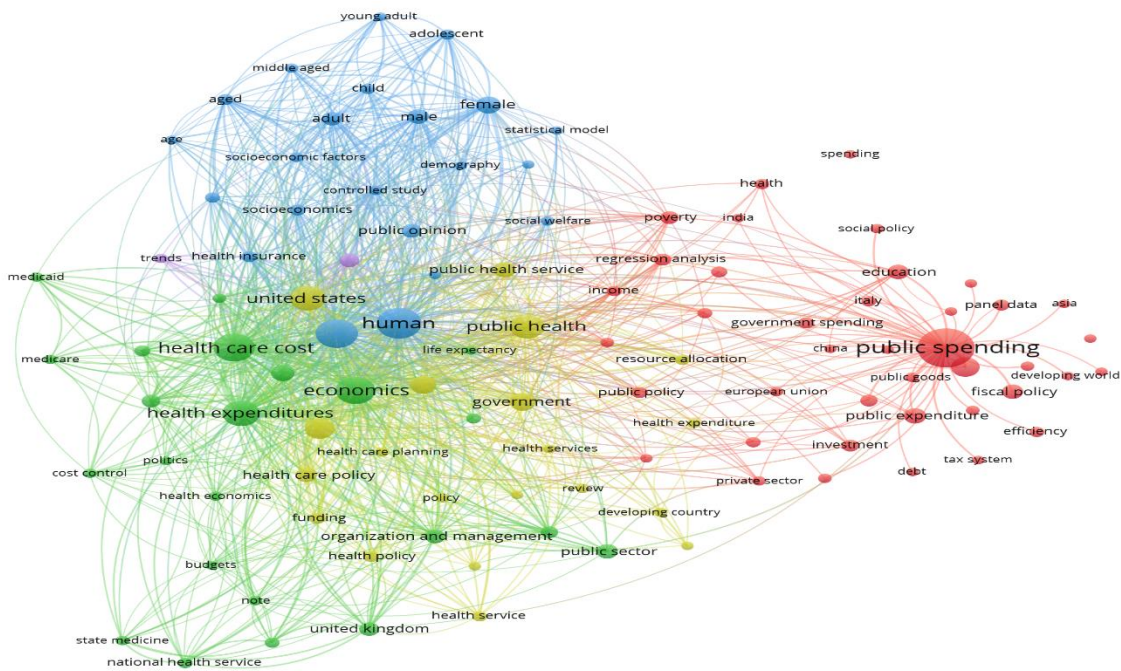 young adult
adolescent
middle aged
child
aged
female
adult
male
statistical model
age
spending
socioeconomic factors
demography
health
controlled study
socioeconomics
social welfare
poverty
india
public opinion
social policy
trends
health insurance
regression analysis
medicaid
public health service
education
united states
income
italy
panel data
asia
human
public health
government spending
health care cost
life expectancy
china
public spending
medicare
resource allocation
economics
public goods
developing world
european union
public policy
fiscal policy
health expenditures
government
public expenditure
health expenditure
efficiency
health care planning
health services
investment
politics
cost control
health care policy
debt
tax system
private sector
health economics
policy
review
developing country
funding
organization and management
health policy
public sector
budgets
note
health service
united kingdom
state medicine
national health service